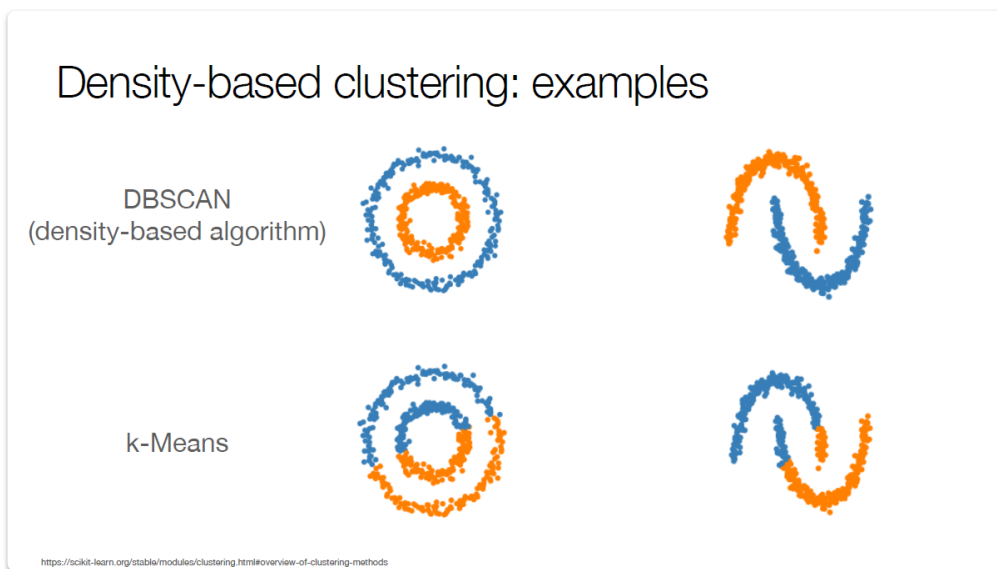 Density-based clustering: examples
DBSCAN
(density-based algorithm)
k-Means
https://scikit-learn.org/stable/modules/clustering.html#overview-of-clustering-methods